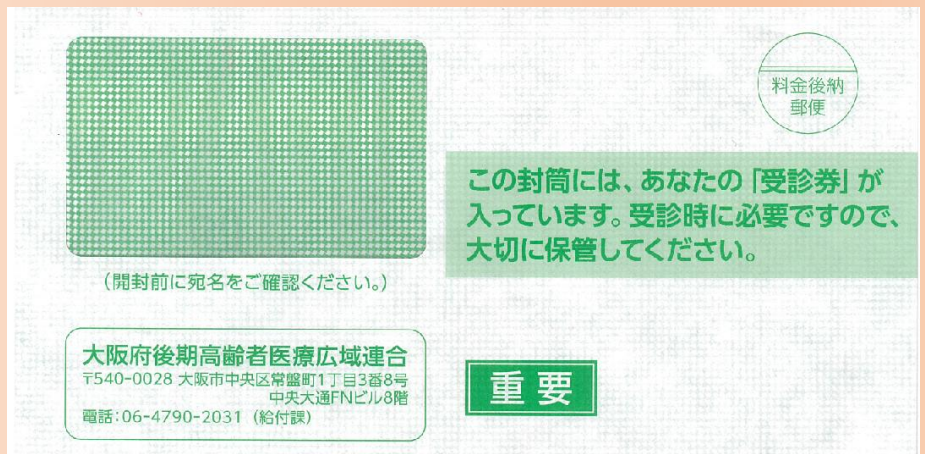 料金後納
郵便
この封筒には、あなたの「受診券」が
入っています。受診時に必要ですので、
大切に保管してください。
(開封前に宛名をご確認ください。)
大阪府後期高齢者医療広域連合
〒540-0028 大阪市中央区常盤町1丁目3番8号
中央大通FNビル8階
電話:06-4790-2031(給付課)
重要